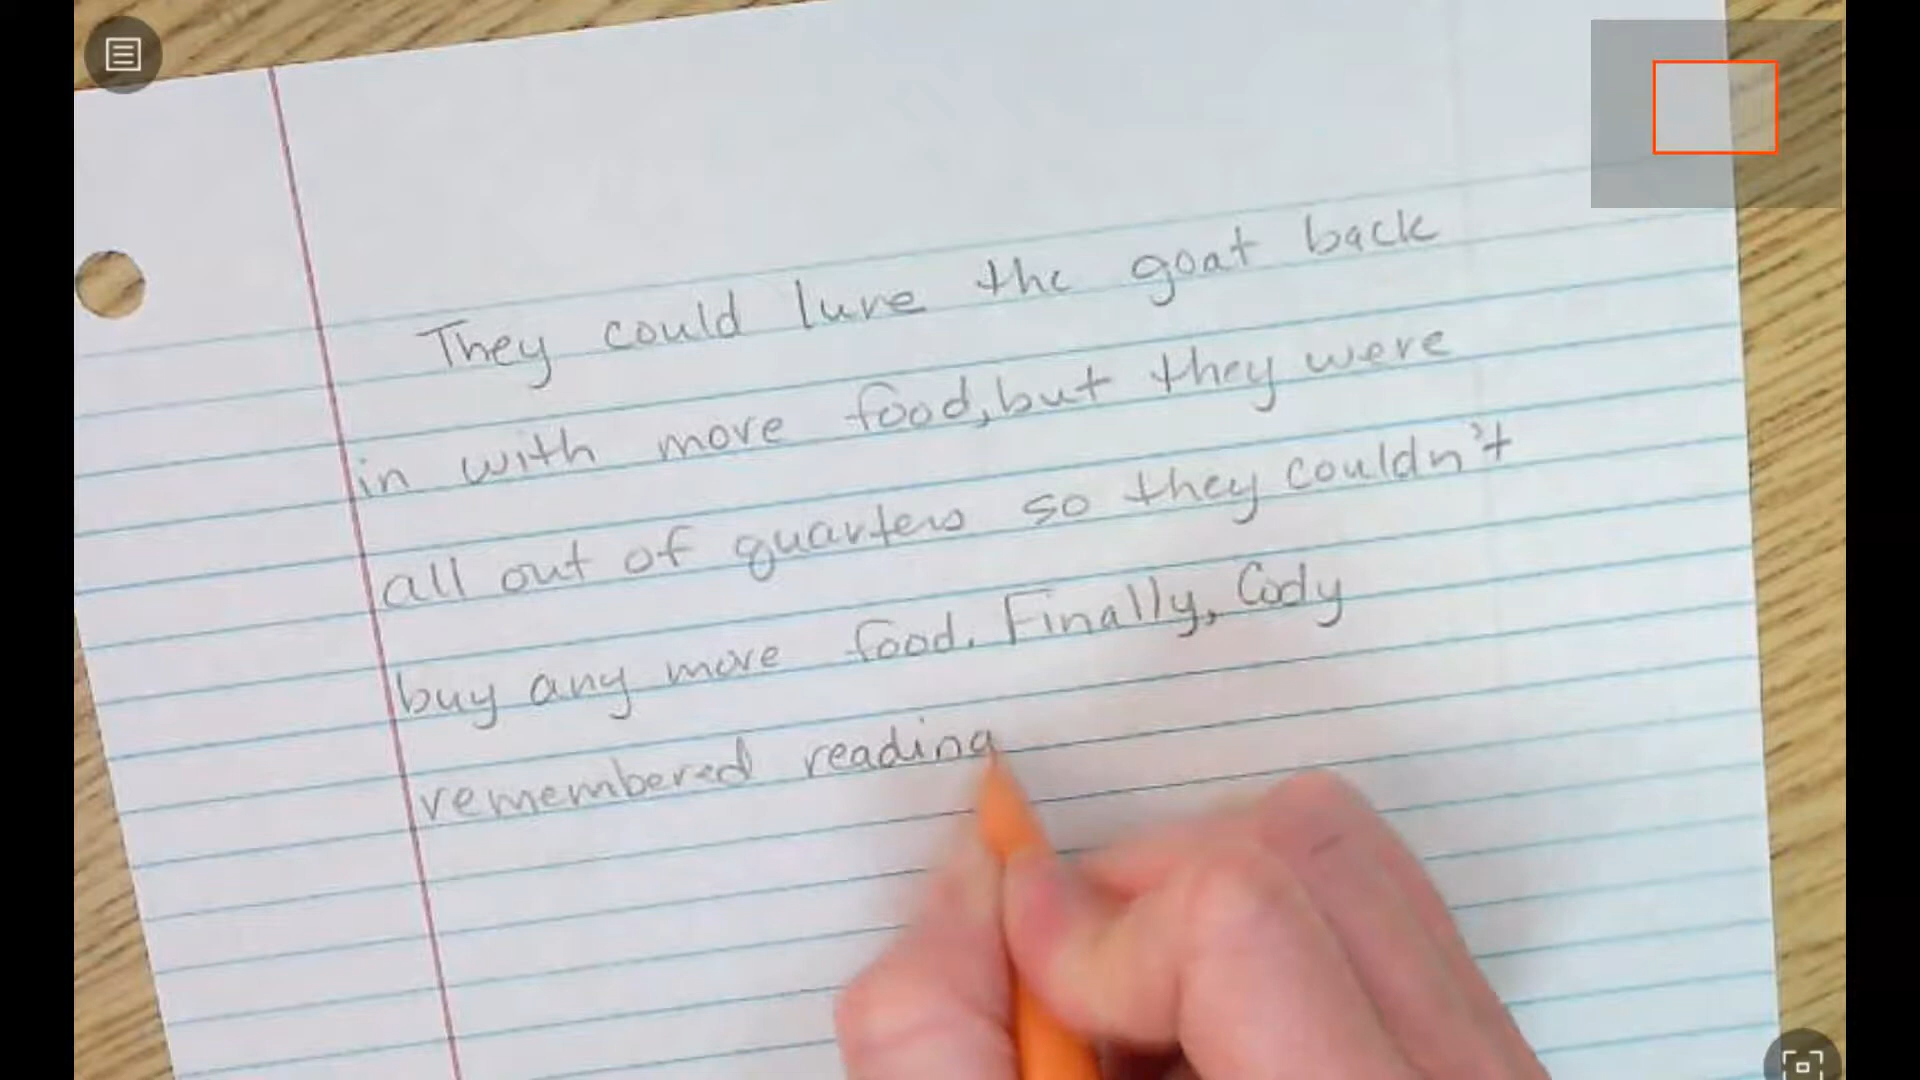 They could lure the goat back
in with more food, but they were
all out of quarters so they couldn't
buy any more food. Finally, Cody
remembered reading